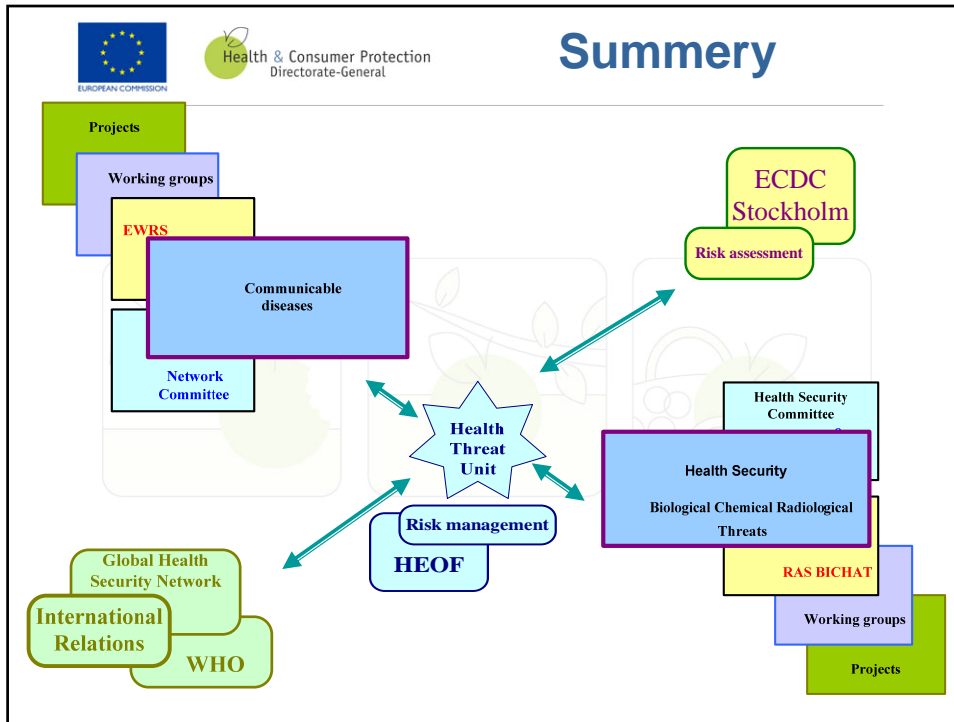 EUROPEAN COMMISSION
Health & Consumer Protection
Directorate-General
Summery
Projects
Working groups
EWRS
Communicable
diseases
Network
Committee
ECDC
Stockholm
Risk assessment
Health
Threat
Unit
Risk management
HEOF
Health Security
Committee
Health Security
Biological Chemical Radiological
Threats
RAS BICHAT
Working groups
Projects
Global Health
Security Network
International
Relations
WHO